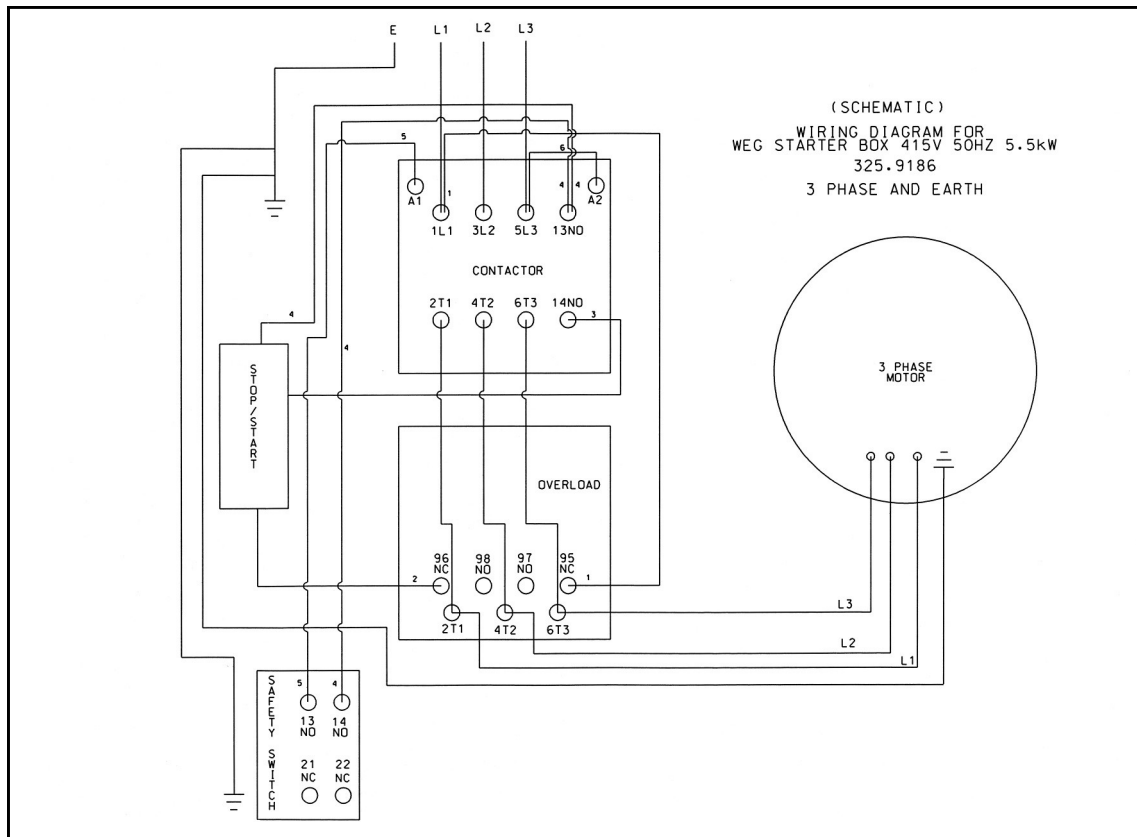 E L1 L2 L3
(SCHEMATIC)
WIRING DIAGRAM FOR
WEG STARTER BOX 415V 50HZ 5.5kW
325.9186
3 PHASE AND EARTH
5 6
1 4 4
A1 A2
1L1 3L2 5L3 13NO
CONTACTOR
2T1 4T2 6T3 14NO
3
4
4
STOP/START
3 PHASE
MOTOR
OVERLOAD
96 98 97 95
NC NO NO NC
2 1
2T1 4T2 6T3
L3
L2
L1
SAFETY SWITCH
5 4
13 14
NO NO
21 22
NC NC